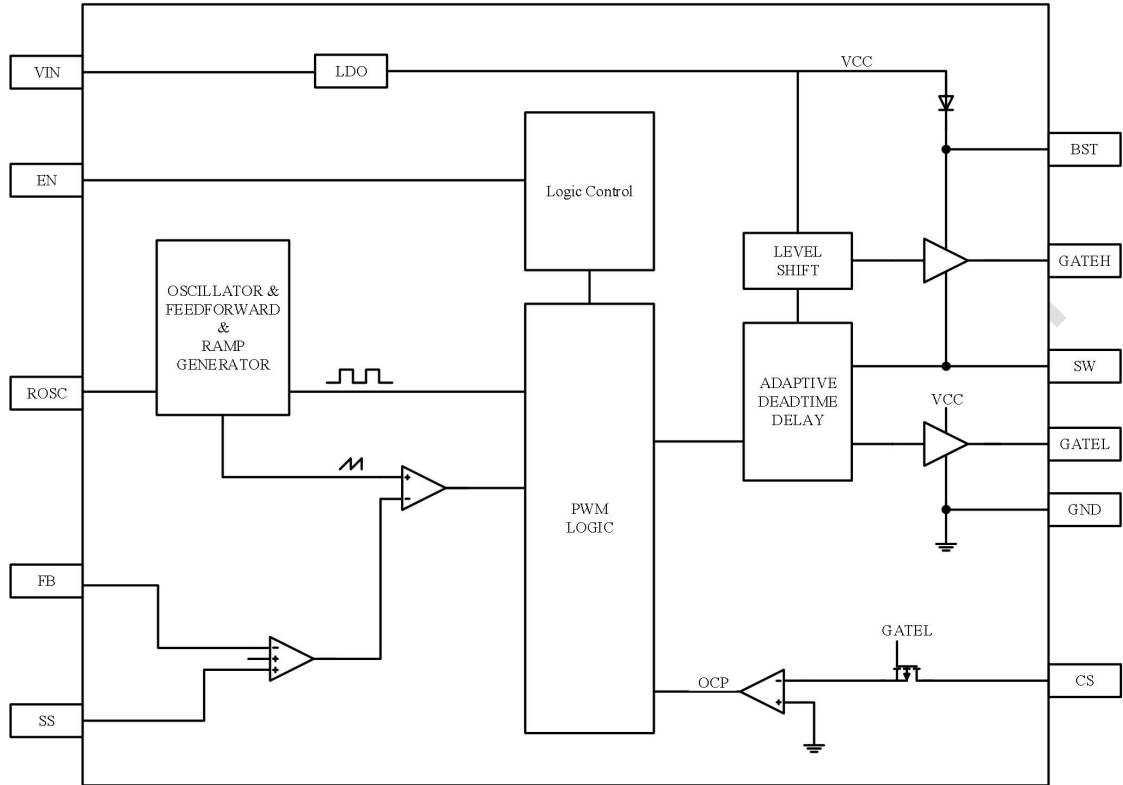 VIN
LDO
VCC
BST
EN
Logic Control
LEVEL
SHIFT
GATEH
OSCILLATOR &
FEEDFORWARD
&
RAMP
GENERATOR
ROSC
ADAPTIVE
DEADTIME
DELAY
SW
VCC
GATEL
+
-
PWM
LOGIC
GND
FB
-
+
+
SS
GATEL
OCP
-
+
CS